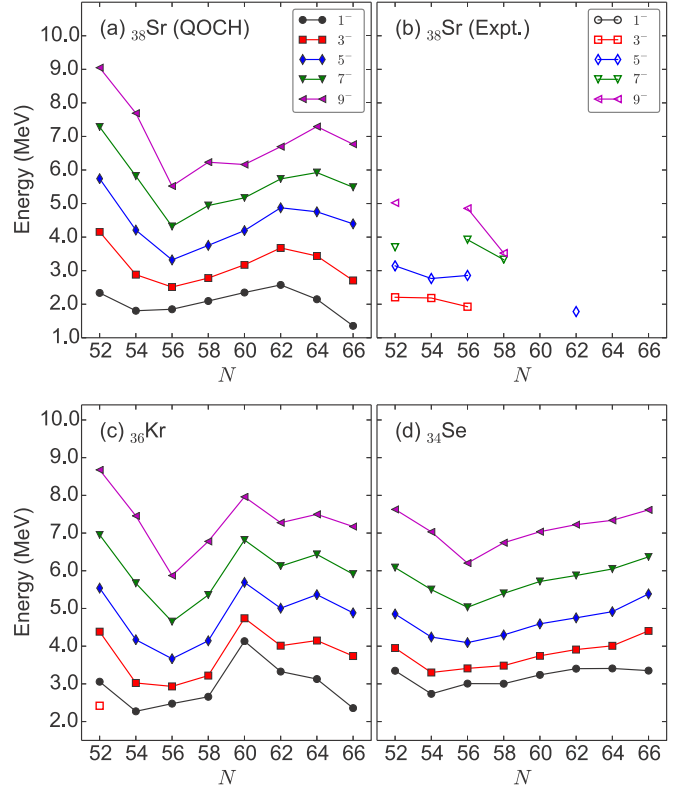 (a) ₃₈Sr (QOCH)
1⁻
3⁻
5⁻
7⁻
9⁻
10.0
9.0
8.0
7.0
6.0
5.0
4.0
3.0
2.0
1.0
Energy (MeV)
52 54 56 58 60 62 64 66
N
(b) ₃₈Sr (Expt.)
1⁻
3⁻
5⁻
7⁻
9⁻
52 54 56 58 60 62 64 66
N
(c) ₃₆Kr
10.0
9.0
8.0
7.0
6.0
5.0
4.0
3.0
2.0
Energy (MeV)
52 54 56 58 60 62 64 66
N
(d) ₃₄Se
52 54 56 58 60 62 64 66
N